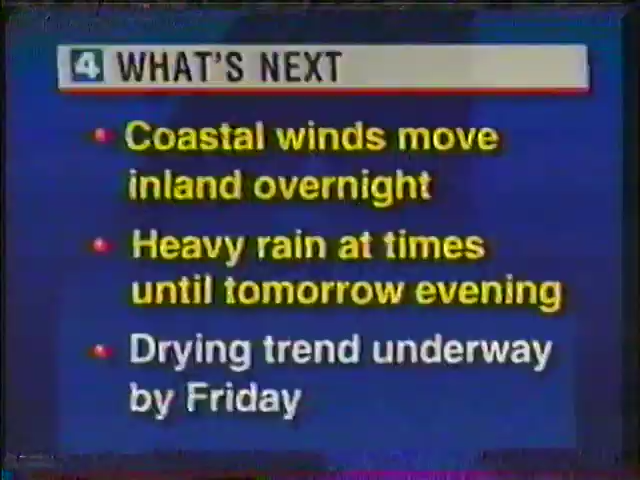 4 WHAT'S NEXT
• Coastal winds move
inland overnight
• Heavy rain at times
until tomorrow evening
• Drying trend underway
by Friday